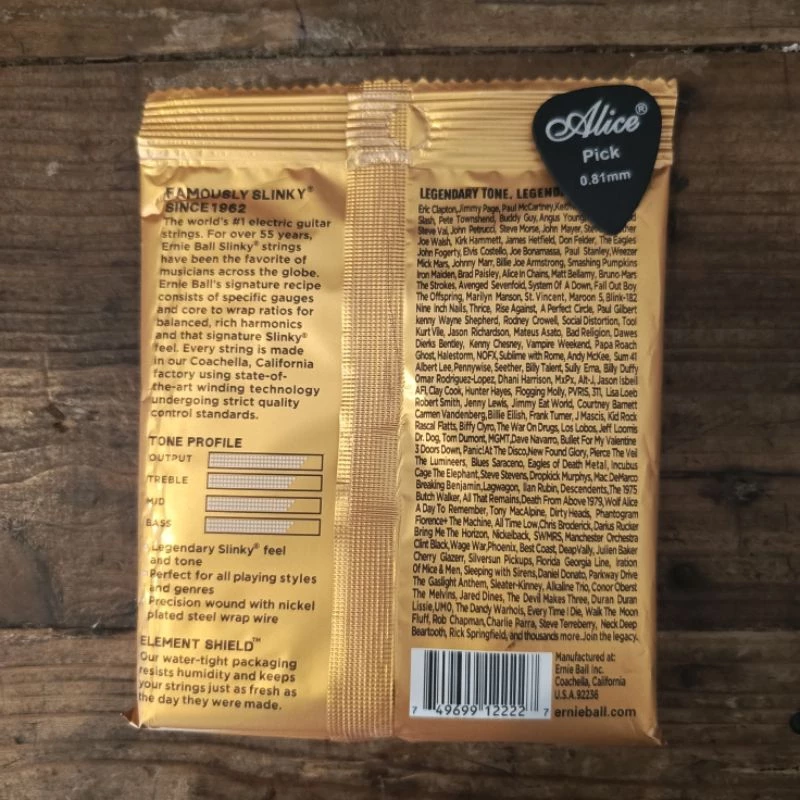 Alice®
Pick
0.81mm
FAMOUSLY SLINKY®
SINCE 1962
The world's #1 electric guitar
strings. For over 55 years,
Ernie Ball Slinky® strings
have been the favorite of
musicians across the globe.
Ernie Ball's signature recipe
consists of specific gauges
and core to wrap ratios for
balanced, rich harmonics
and that signature Slinky®
feel. Every string is made
in our Coachella, California
factory using state-of-
the-art winding technology
undergoing strict quality
control standards.
TONE PROFILE
OUTPUT
TREBLE
MID
BASS
Legendary Slinky® feel
and tone
Perfect for all playing styles
and genres
Precision wound with nickel
plated steel wrap wire
ELEMENT SHIELD™
Our water-tight packaging
resists humidity and keeps
your strings just as fresh as
the day they were made.
LEGENDARY TONE, LEGEND
Eric Clapton, Jimmy Page, Paul McCartney, Keith
Slash, Pete Townshend, Buddy Guy, Angus Young
Steve Vai, John Petrucci, Steve Morse, John Mayer,
Joe Walsh, Kirk Hammett, James Hetfield, Don Felder, The Eagles
John Fogerty, Elvis Costello, Joe Bonamassa, Paul Stanley, Weezer
Mick Mars, Johnny Marr, Billie Joe Armstrong, Smashing Pumpkins
Iron Maiden, Brad Paisley, Alice In Chains, Matt Bellamy, Bruno-Mars
The Strokes, Avenged Sevenfold, System Of A Down, Fall Out Boy
The Offspring, Marilyn Manson, St. Vincent, Maroon 5, Blink-182
Nine Inch Nails, Thrice, Rise Against, A Perfect Circle, Paul Gilbert
kenny Wayne Shepherd, Rodney Crowell, Social Distortion, Tool
Kurt Vile, Jason Richardson, Mateus Asato, Bad Religion, Dawes
Dierks Bentley, Kenny Chesney, Vampire Weekend, Papa Roach
Ghost, Halestorm, NOFX, Sublime with Rome, Andy McKee, Sum 41
Albert Lee, Pennywise, Seether, Billy Talent, Sully Erna, Billy Duffy
Omar Rodriguez-Lopez, Dhani Harrison, MxPx, Alt-J, Jason Isbell
AFI, Clay Cook, Hunter Hayes, Flogging Molly, PVRIS, 311, Lisa Loeb
Robert Smith, Jenny Lewis, Jimmy Eat World, Courtney Barnett
Carmen Vandenberg, Billie Eilish, Frank Turner, J Mascis, Kid Rock
Rascal Flatts, Biffy Clyro, The War On Drugs, Los Lobos, Jeff Loomis
Dr. Dog, Tom Dumont, MGMT, Dave Navarro, Bullet For My Valentine
3 Doors Down, Panic! At The Disco, New Found Glory, Pierce The Veil
The Lumineers, Blues Saraceno, Eagles of Death Metal, Incubus
Cage The Elephant, Steve Stevens, Dropkick Murphys, Mac DeMarco
Breaking Benjamin, Lagwagon, Ilan Rubin, Descendents, The 1975
Butch Walker, All That Remains, Death From Above 1979, Wolf Alice
A Day To Remember, Tony MacAlpine, Dirty Heads, Phantogram
Florence+ The Machine, All Time Low, Chris Broderick, Darius Rucker
Bring Me The Horizon, Nickelback, SWMRS, Manchester Orchestra
Clint Black, Wage War, Phoenix, Best Coast, DeapVally, Julien Baker
Cherry Glazerr, Silversun Pickups, Florida Georgia Line, Iration
Of Mice & Men, Sleeping with Sirens, Daniel Donato, Parkway Drive
The Gaslight Anthem, Sleater-Kinney, Alkaline Trio, Conor Oberst
The Melvins, Jared Dines, The Devil Makes Three, Duran Duran
Lissie, UMO, The Dandy Warhols, Every Time I Die, Walk The Moon
Fluff, Rob Chapman, Charlie Parra, Steve Terreberry, Neck Deep
Beartooth, Rick Springfield, and thousands more. Join the legacy.
7 49699 12222 7
Manufactured at:
Ernie Ball Inc.
Coachella, California
U.S.A. 92236
ernieball.com